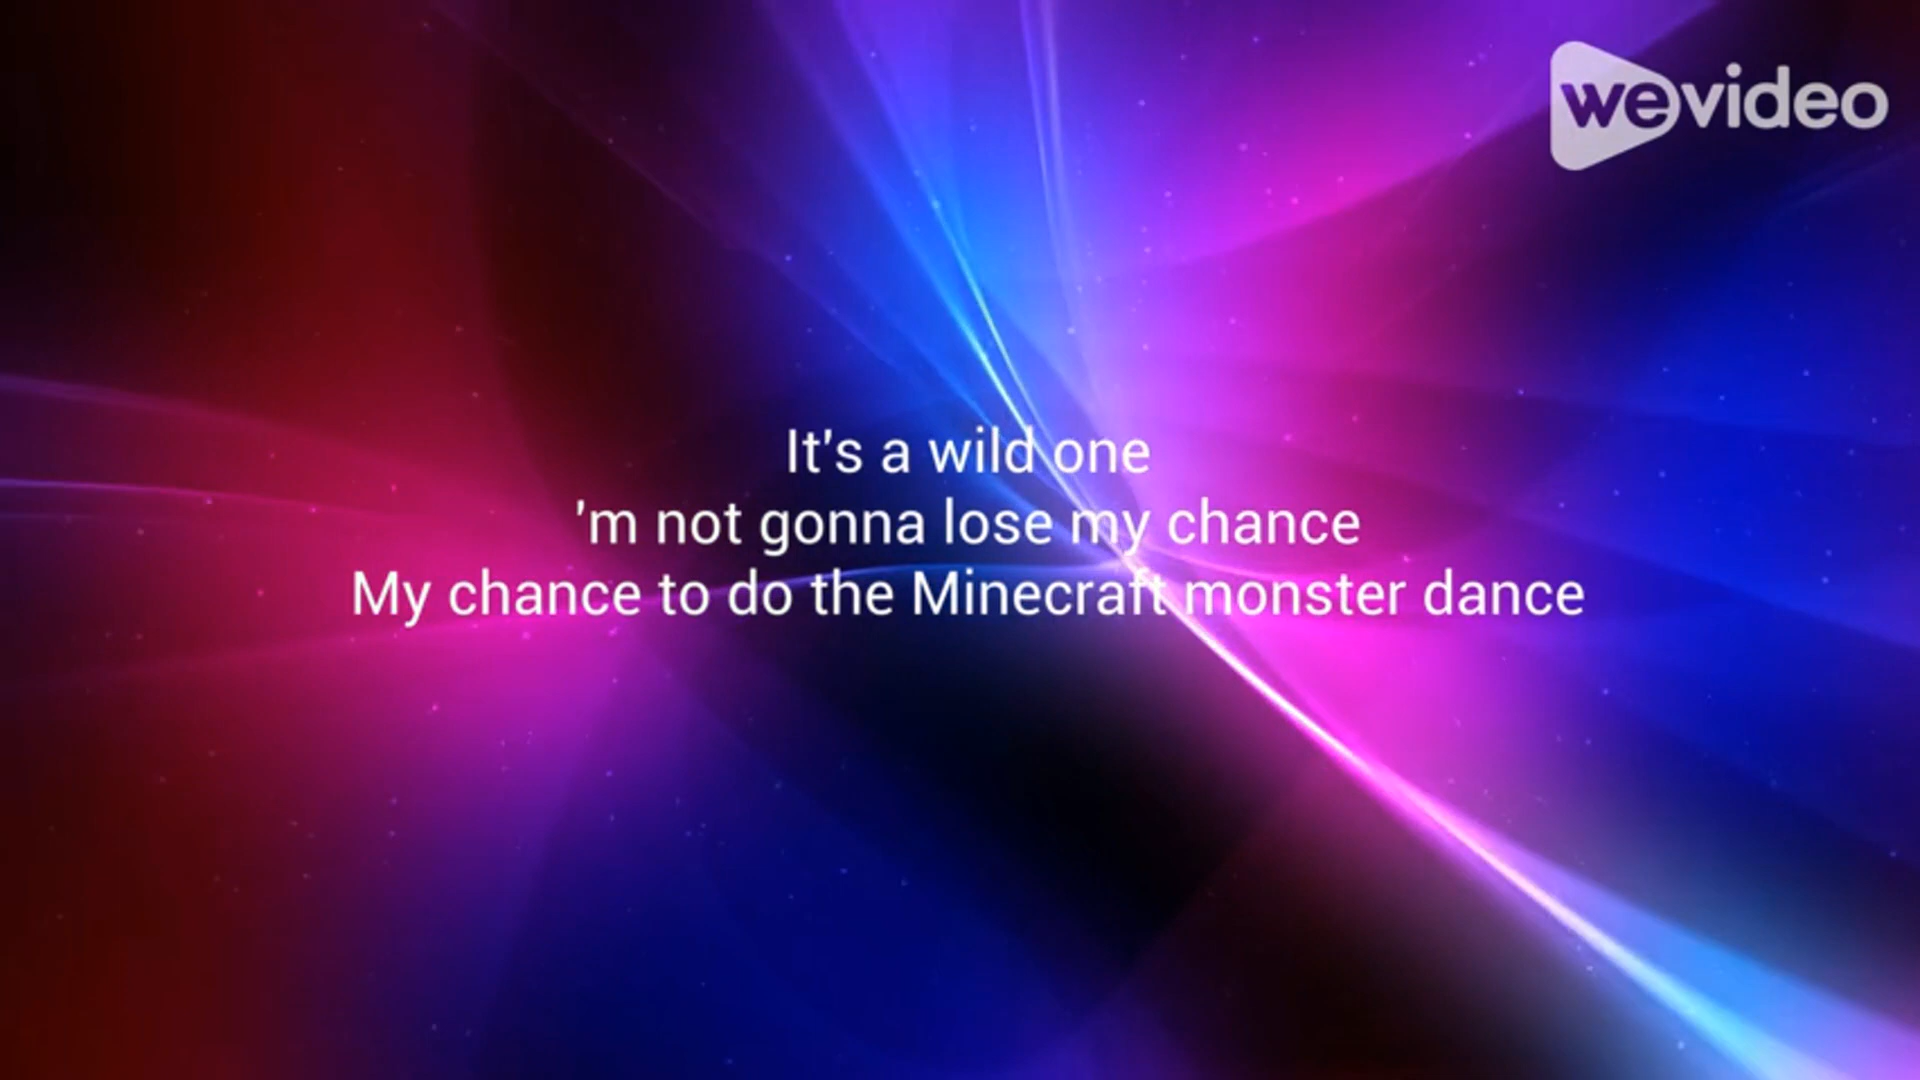 wevideo
It's a wild one
'm not gonna lose my chance
My chance to do the Minecraft monster dance